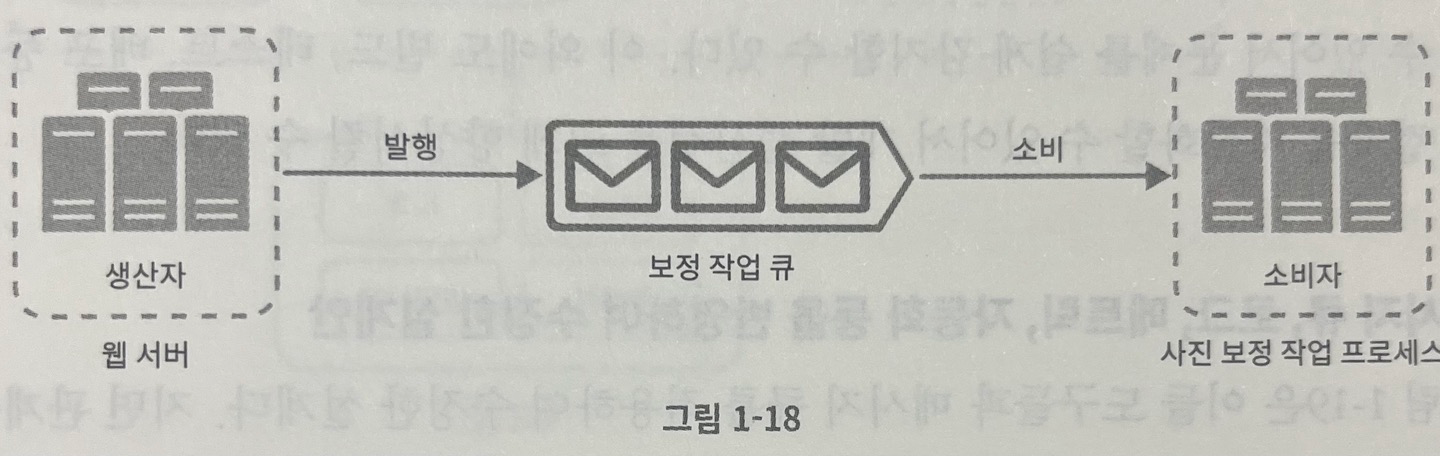 발행
소비
생산자
보정 작업 큐
소비자
웹 서버
사진 보정 작업 프로세스
그림 1-18